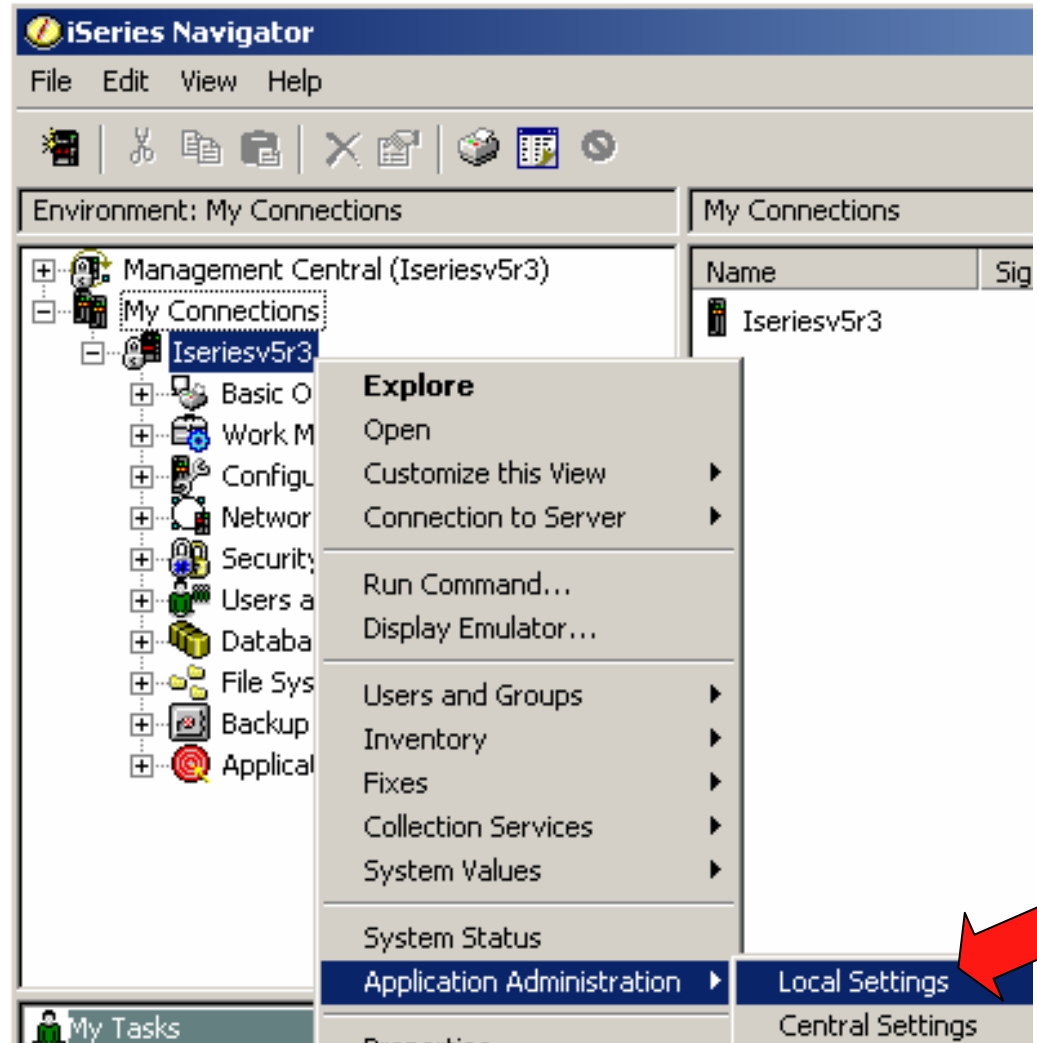 iSeries Navigator
File Edit View Help
Environment: My Connections
My Connections
Management Central (Iseriesv5r3)
My Connections
Iseriesv5r3
Basic O
Work M
Configu
Networ
Security
Users a
Databa
File Sys
Backup
Applicat
Name Sig
Iseriesv5r3
Explore
Open
Customize this View
Connection to Server
Run Command...
Display Emulator...
Users and Groups
Inventory
Fixes
Collection Services
System Values
System Status
Application Administration
Properties
Local Settings
Central Settings
My Tasks